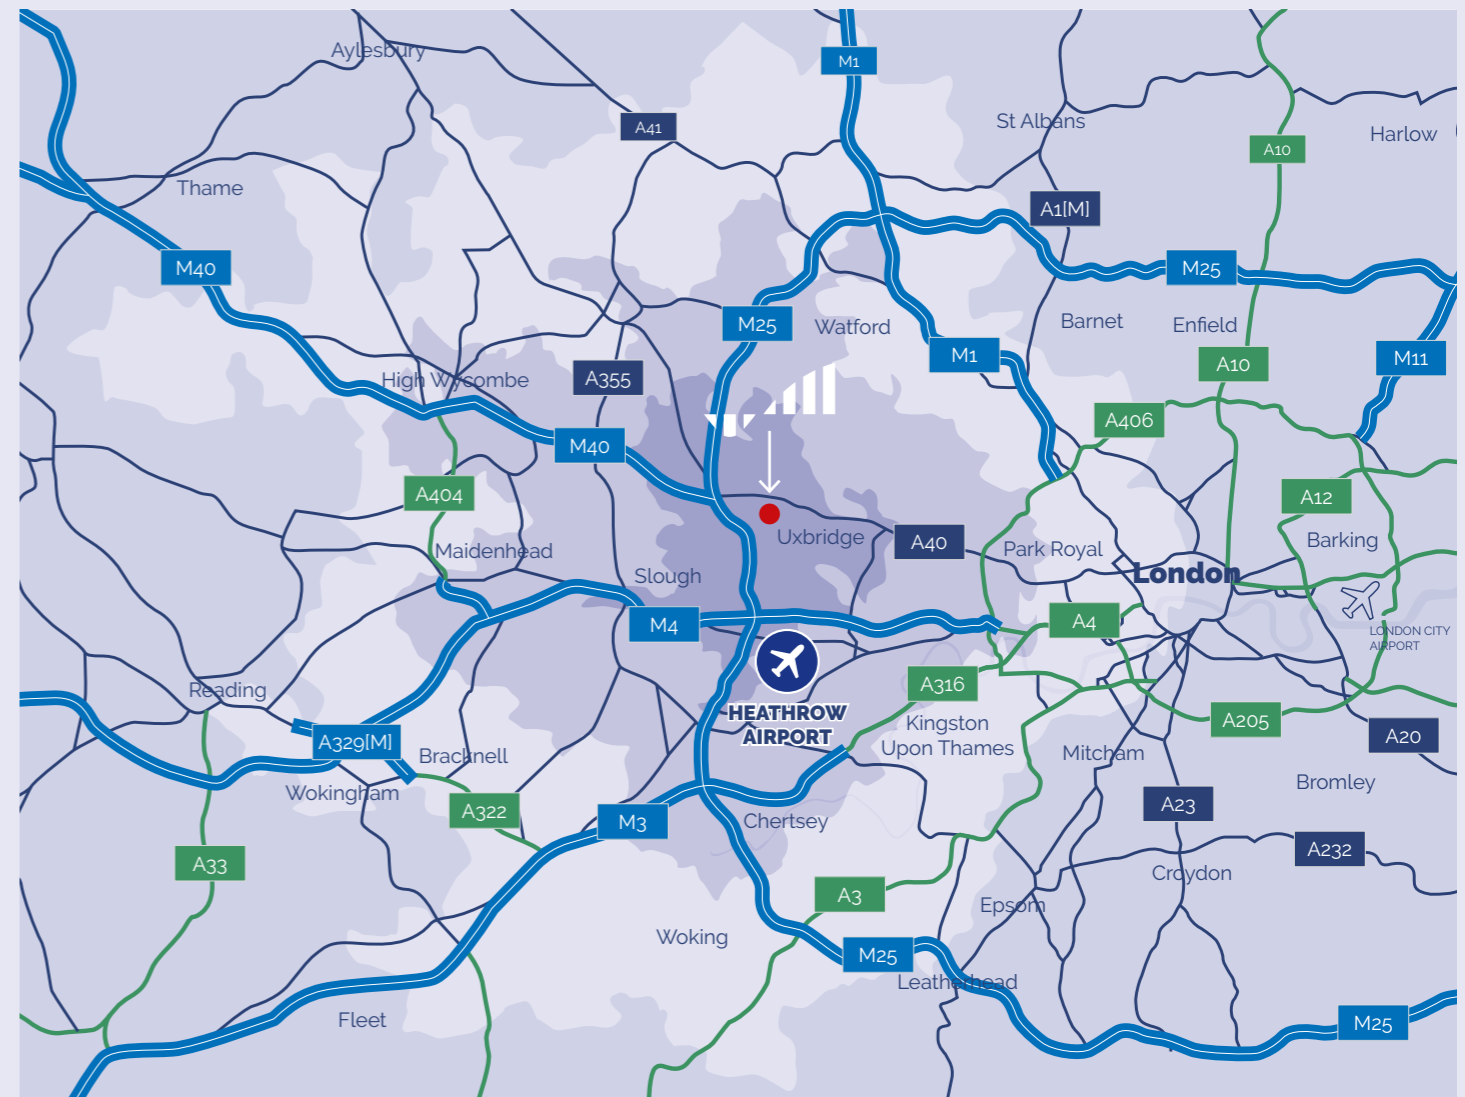 Aylesbury
M1
A41
St Albans
A10
Harlow
Thame
A1[M]
M40
M25
M25
Watford
Barnet
Enfield
M1
A10
M11
High Wycombe
A355
A406
M40
A404
A12
Uxbridge
A40
Park Royal
Barking
Maidenhead
Slough
London
M4
A4
LONDON CITY
AIRPORT
Reading
A316
HEATHROW
AIRPORT
Kingston
Upon Thames
A205
A20
A329[M]
Bracknell
Mitcham
Bromley
Wokingham
A322
M3
Chertsey
A23
A232
A33
Croydon
A3
Epsom
Woking
M25
Leatherhead
Fleet
M25